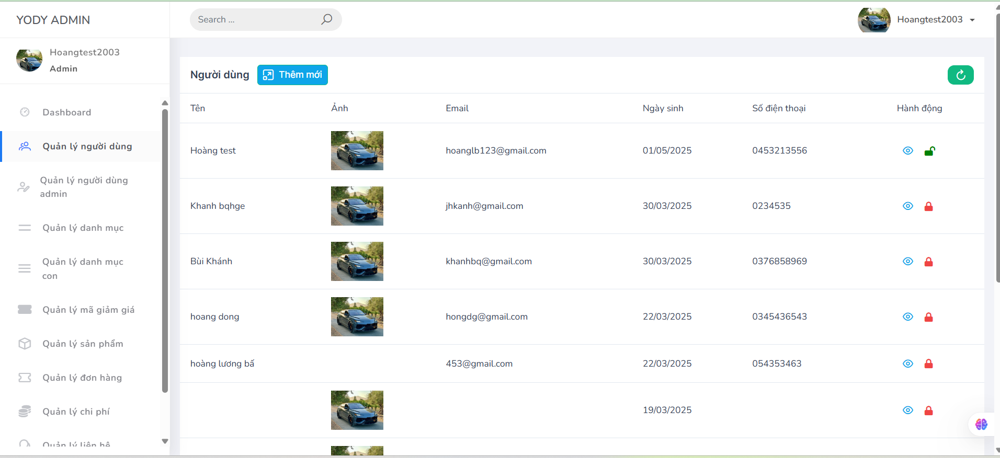 YODY ADMIN
Search ...
Hoangtest2003
Hoangtest2003
Admin
Dashboard
Quản lý người dùng
Quản lý người dùng
admin
Quản lý danh mục
Quản lý danh mục
con
Quản lý mã giảm giá
Quản lý sản phẩm
Quản lý đơn hàng
Quản lý chi phí
Quản lý liên hệ
Người dùng Thêm mới
Tên Ảnh Email Ngày sinh Số điện thoại Hành động
Hoàng test hoanglb123@gmail.com 01/05/2025 0453213556
Khanh bqhge jhkanh@gmail.com 30/03/2025 0234535
Bùi Khánh khanhbq@gmail.com 30/03/2025 0376858969
hoang dong hongdg@gmail.com 22/03/2025 0345436543
hoàng lương bấ 453@gmail.com 22/03/2025 054353463
19/03/2025